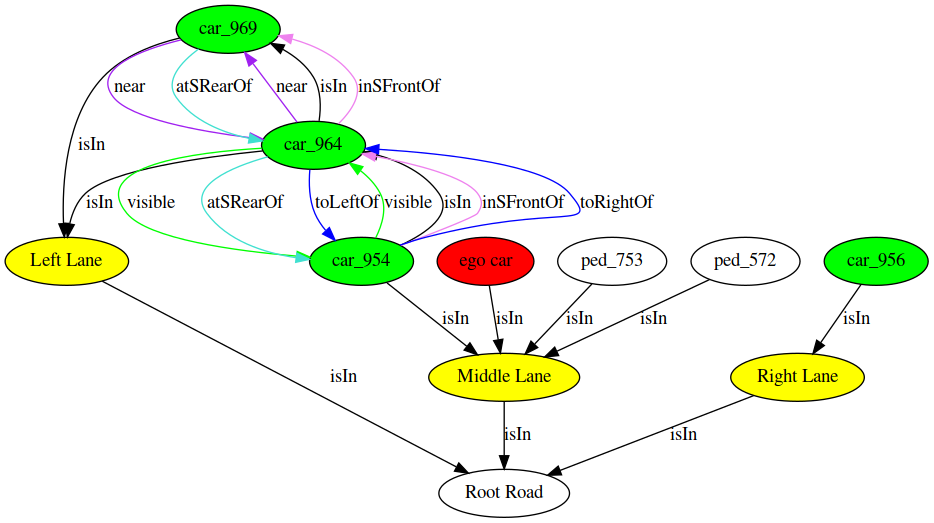 car_969
near
atSRearOf
near
isIn
inSFrontOf
isIn
car_964
isIn
visible
atSRearOf
toLeftOf
visible
isIn
inSFrontOf
toRightOf
Left Lane
car_954
ego car
ped_753
ped_572
car_956
isIn
isIn
isIn
isIn
isIn
isIn
Middle Lane
Right Lane
isIn
isIn
Root Road